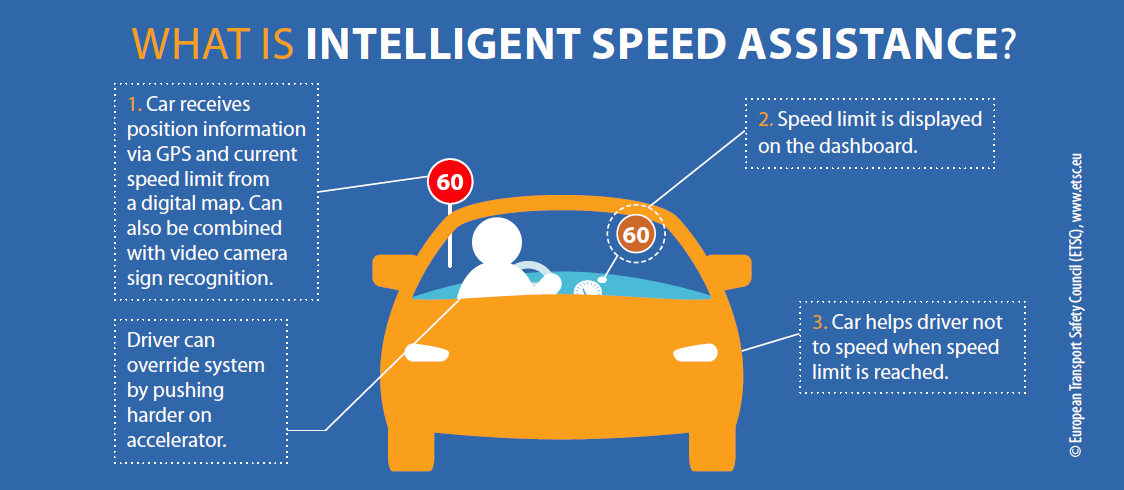 WHAT IS INTELLIGENT SPEED ASSISTANCE?
1. Car receives
position information
via GPS and current
speed limit from
a digital map. Can
also be combined
with video camera
sign recognition.
60
2. Speed limit is displayed
on the dashboard.
60
Driver can
override system
by pushing
harder on
accelerator.
3. Car helps driver not
to speed when speed
limit is reached.
© European Transport Safety Council (ETSC), www.etsc.eu